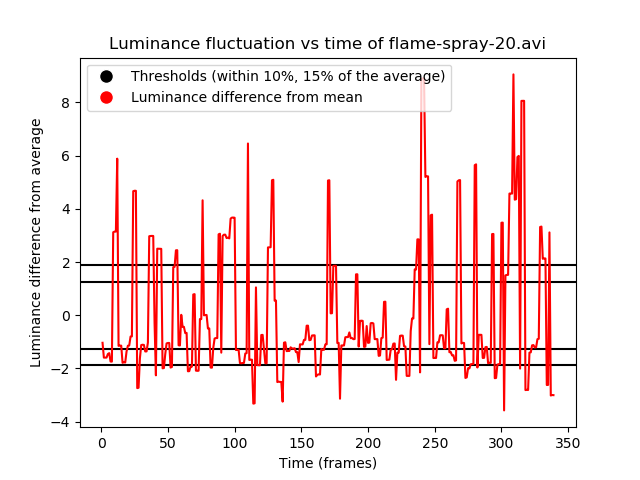 Luminance fluctuation vs time of flame-spray-20.avi
Thresholds (within 10%, 15% of the average)
Luminance difference from mean
Luminance difference from average
8
6
4
2
0
−2
−4
0 50 100 150 200 250 300 350
Time (frames)